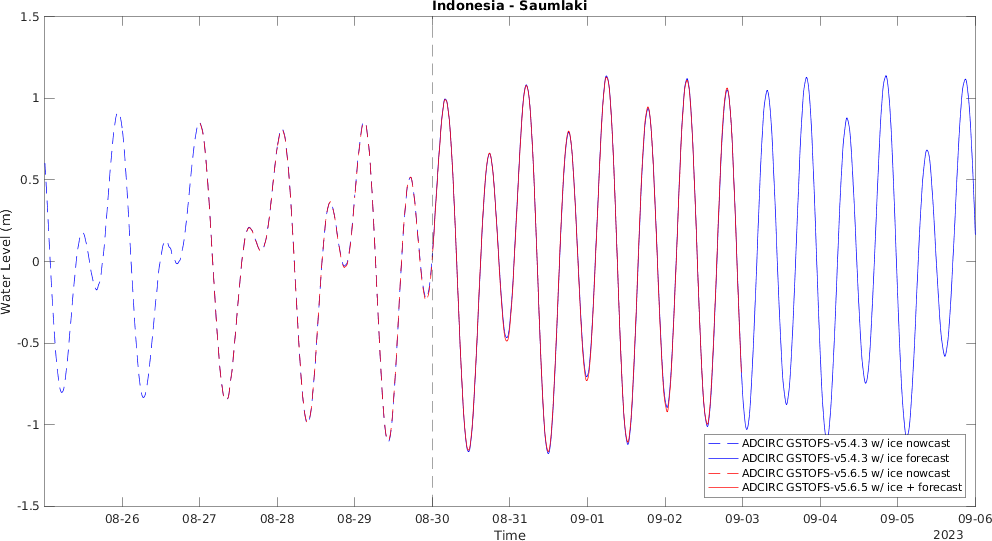 Indonesia - Saumlaki
Water Level (m)
1.5
1
0.5
0
-0.5
-1
-1.5
ADCIRC GSTOFS-v5.4.3 w/ ice nowcast
ADCIRC GSTOFS-v5.4.3 w/ ice forecast
ADCIRC GSTOFS-v5.6.5 w/ ice nowcast
ADCIRC GSTOFS-v5.6.5 w/ ice + forecast
08-26 08-27 08-28 08-29 08-30 08-31 09-01 09-02 09-03 09-04 09-05 09-06
Time
2023